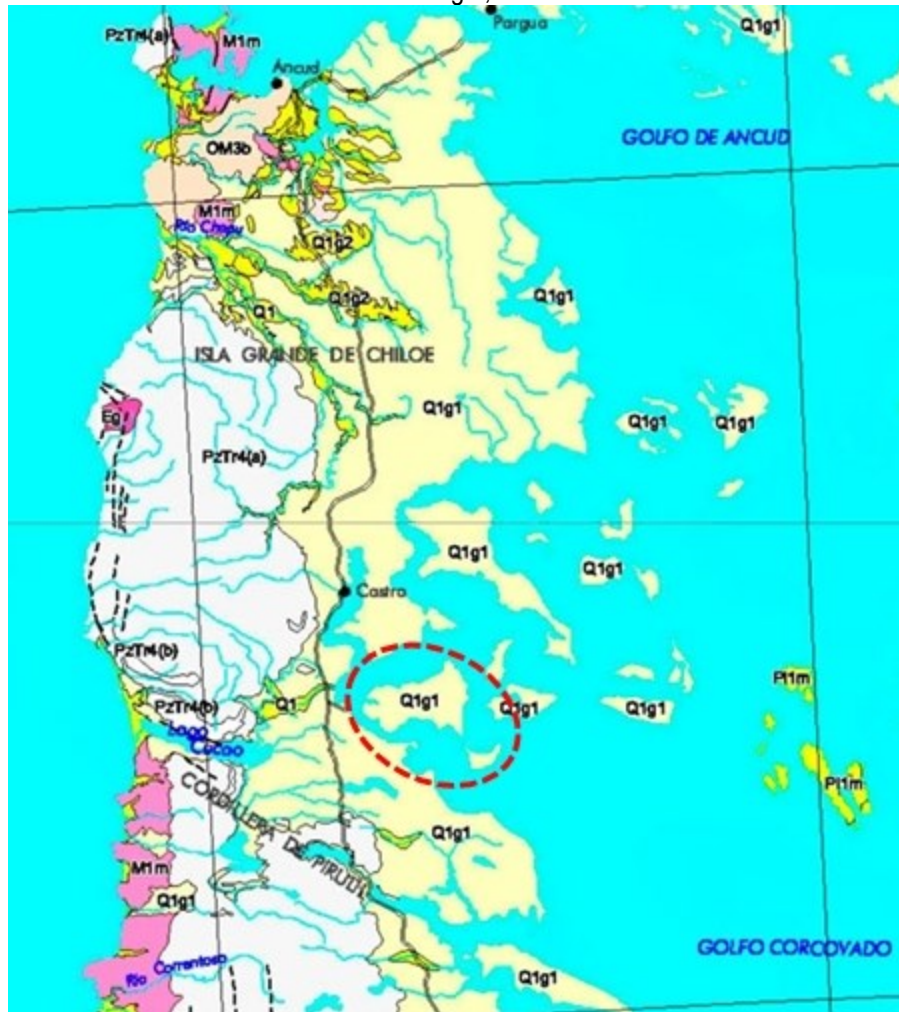 Pargua
Q1g1
PzTr4(a)
M1m
Ancud
GOLFO DE ANCUD
OM3b
M1m
Río Chepu
Q1g2
Q1g2
Q1
Q1g1
ISLA GRANDE DE CHILOE
Eg
Q1g1
Q1g1
Q1g1
PzTr4(a)
Q1g1
Q1g1
Castro
PzTr4(b)
Pl1m
PzTr4(b)
Q1
Q1g1
Q1g1
Q1g1
Lago
Cucao
Pl1m
CORDILLERA DE PIRUTIL
Q1g1
M1m
Q1g1
GOLFO CORCOVADO
Río Correntoso
Q1g1